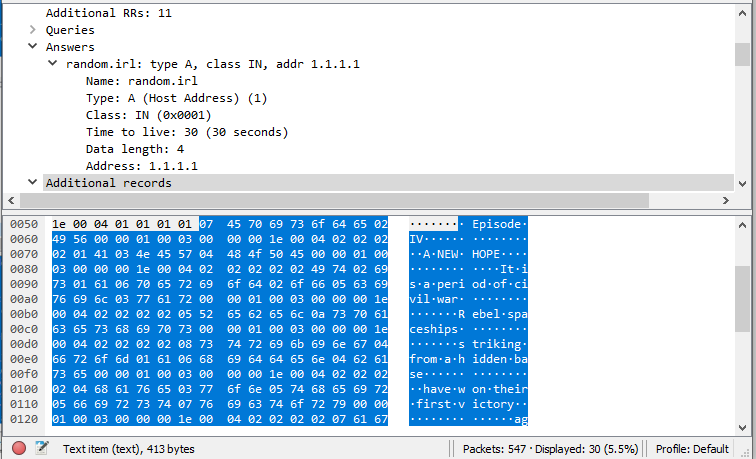 Additional RRs: 11
Queries
Answers
random.irl: type A, class IN, addr 1.1.1.1
Name: random.irl
Type: A (Host Address) (1)
Class: IN (0x0001)
Time to live: 30 (30 seconds)
Data length: 4
Address: 1.1.1.1
Additional records
0050 1e 00 04 01 01 01 01 07 45 70 69 73 6f 64 65 02 ········ Episode·
0060 49 56 00 00 01 00 03 00 00 00 1e 00 04 02 02 02 IV······ ········
0070 02 01 41 03 4e 45 57 04 48 4f 50 45 00 00 01 00 ··A·NEW· HOPE····
0080 03 00 00 00 1e 00 04 02 02 02 02 02 49 74 02 69 ········ ····It·i
0090 73 01 61 06 70 65 72 69 6f 64 02 6f 66 05 63 69 s·a·peri od·of·ci
00a0 76 69 6c 03 77 61 72 00 00 01 00 03 00 00 00 1e vil·war· ········
00b0 00 04 02 02 02 02 05 52 65 62 65 6c 0a 73 70 61 ·······R ebel·spa
00c0 63 65 73 68 69 70 73 00 00 01 00 03 00 00 00 1e ceships· ········
00d0 00 04 02 02 02 02 08 73 74 72 69 6b 69 6e 67 04 ·······s triking·
00e0 66 72 6f 6d 01 61 06 68 69 64 64 65 6e 04 62 61 from·a·h idden·ba
00f0 73 65 00 00 01 00 03 00 00 00 1e 00 04 02 02 02 se······ ········
0100 02 04 68 61 76 65 03 77 6f 6e 05 74 68 65 69 72 ··have·w on·their
0110 05 66 69 72 73 74 07 76 69 63 74 6f 72 79 00 00 ·first·v ictory··
0120 01 00 03 00 00 00 1e 00 04 02 02 02 02 07 61 67 ········ ······ag
Text item (text), 413 bytes Packets: 547 · Displayed: 30 (5.5%) Profile: Default